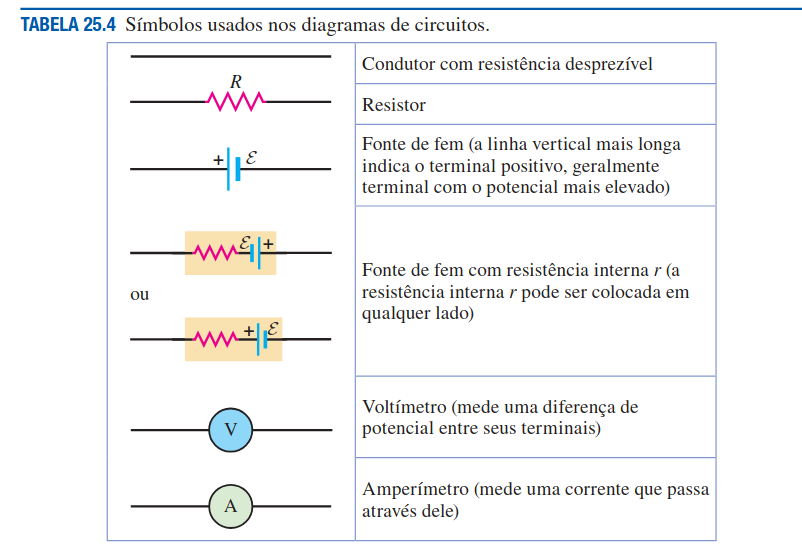 TABELA 25.4 Símbolos usados nos diagramas de circuitos.
Condutor com resistência desprezível
R
Resistor
+ ℰ
Fonte de fem (a linha vertical mais longa
indica o terminal positivo, geralmente
terminal com o potencial mais elevado)
ℰ +
ou
+ ℰ
Fonte de fem com resistência interna r (a
resistência interna r pode ser colocada em
qualquer lado)
V
Voltímetro (mede uma diferença de
potencial entre seus terminais)
A
Amperímetro (mede uma corrente que passa
através dele)